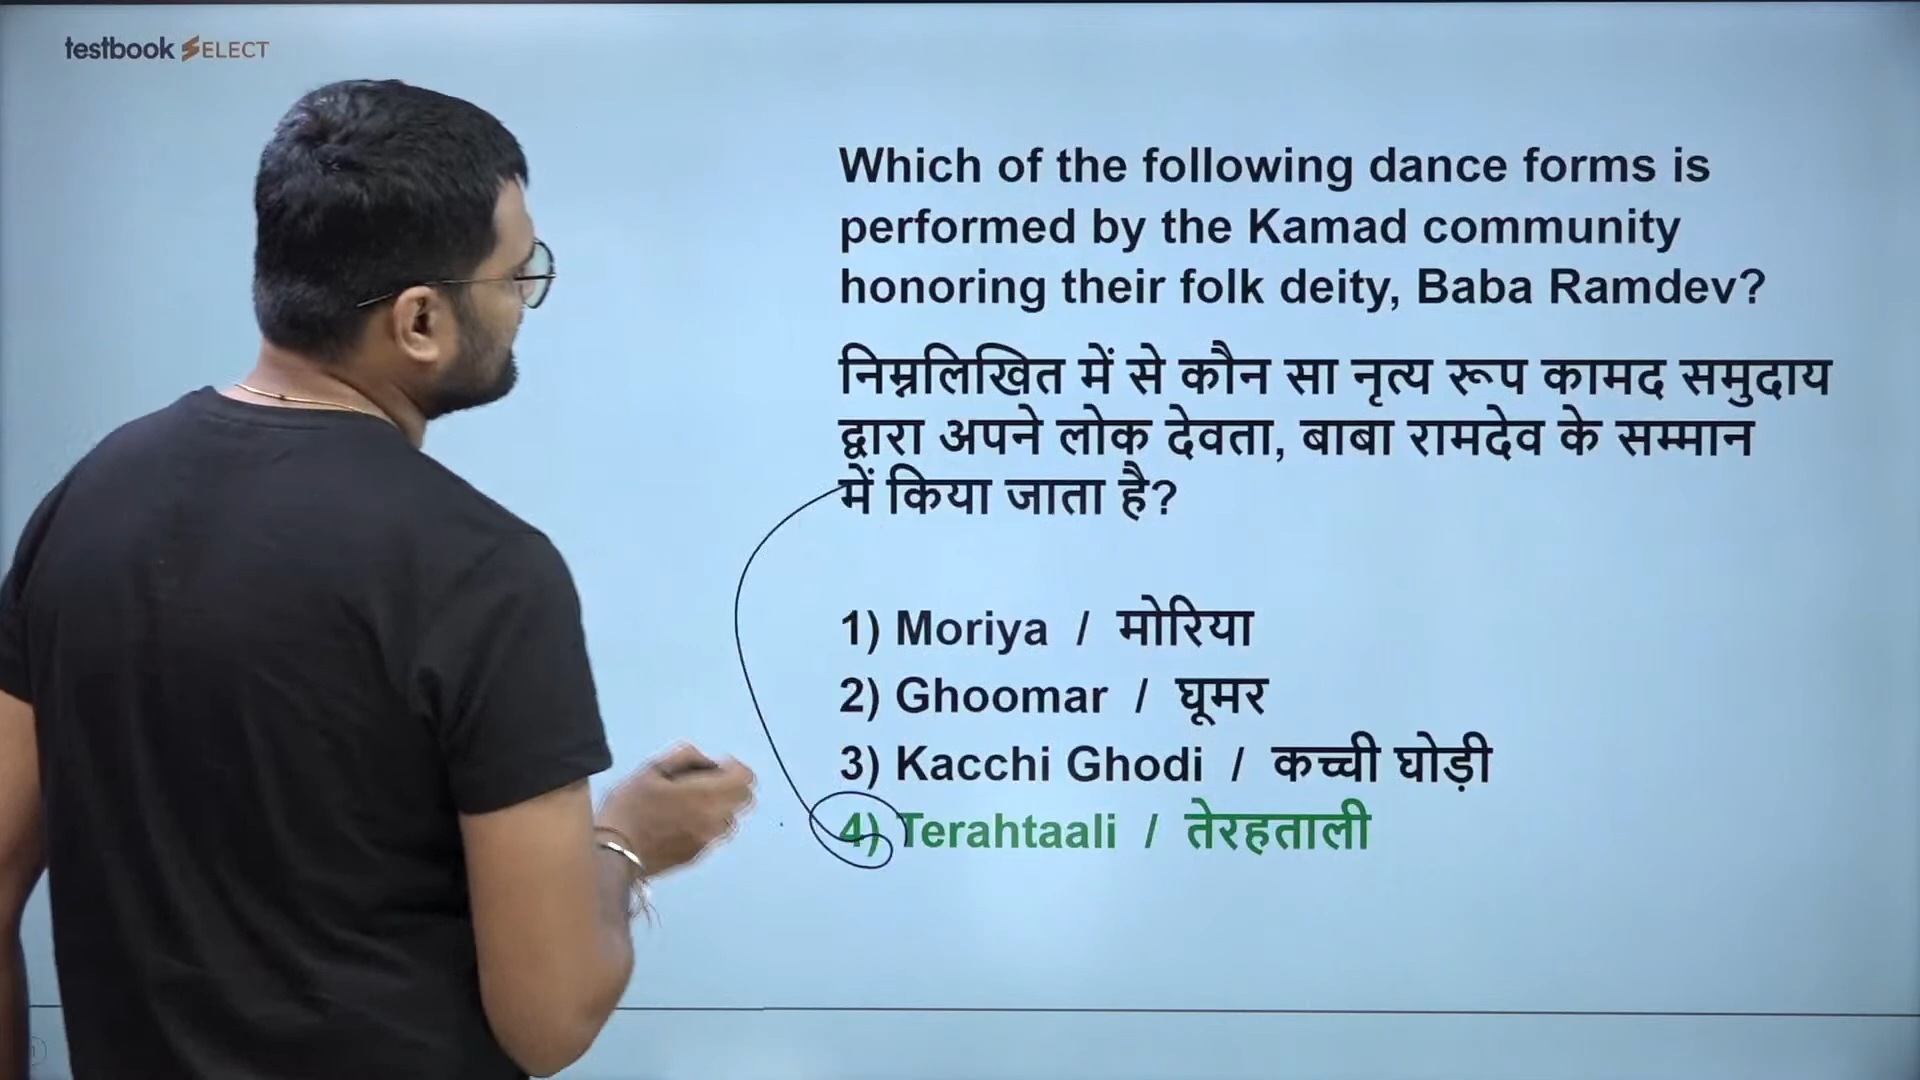 testbook SELECT
Which of the following dance forms is
performed by the Kamad community
honoring their folk deity, Baba Ramdev?
निम्नलिखित में से कौन सा नृत्य रूप कामद समुदाय
द्वारा अपने लोक देवता, बाबा रामदेव के सम्मान
में किया जाता है?
1) Moriya / मोरिया
2) Ghoomar / घूमर
3) Kacchi Ghodi / कच्ची घोड़ी
4) Terahtaali / तेरहताली